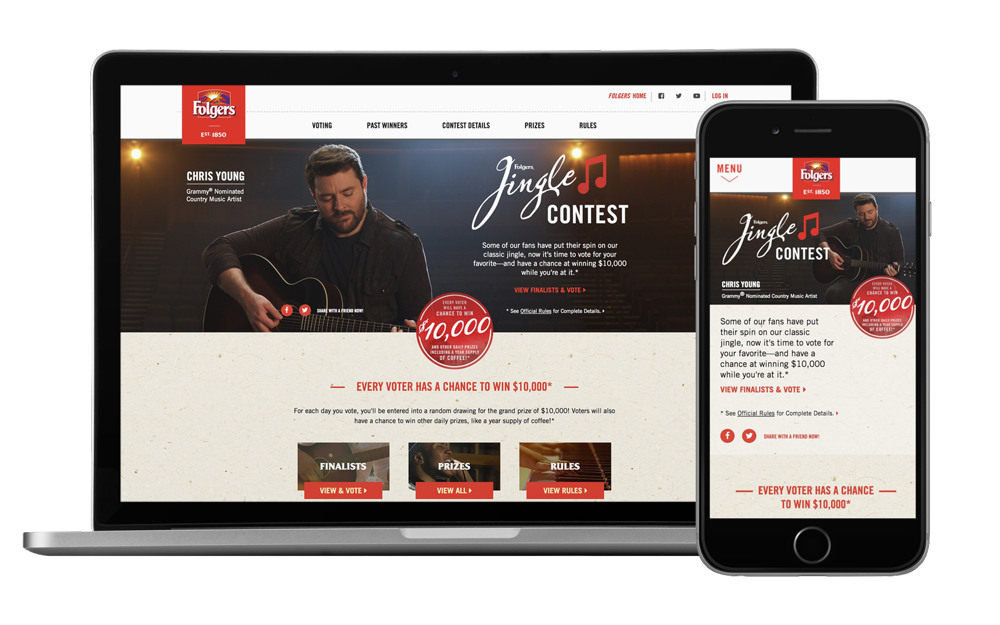 Folgers
EST. 1850
FOLGERS HOME
LOG IN
VOTING
PAST WINNERS
CONTEST DETAILS
PRIZES
RULES
CHRIS YOUNG
Grammy® Nominated
Country Music Artist
Folgers
Jingle
CONTEST
Some of our fans have put their spin on our
classic jingle, now it's time to vote for your
favorite—and have a chance at winning $10,000
while you're at it.*
VIEW FINALISTS & VOTE
* See Official Rules for Complete Details.
SHARE WITH A FRIEND NOW!
EVERY VOTER
WILL HAVE A
CHANCE TO WIN
$10,000
AND OTHER DAILY PRIZES
INCLUDING A YEAR SUPPLY
OF COFFEE!*
EVERY VOTER HAS A CHANCE TO WIN $10,000*
For each day you vote, you'll be entered into a random drawing for the grand prize of $10,000! Voters will also
have a chance to win other daily prizes, like a year supply of coffee!*
FINALISTS
VIEW & VOTE
PRIZES
VIEW ALL
RULES
VIEW RULES
MENU
Folgers
EST. 1850
Folgers
Jingle
CONTEST
CHRIS YOUNG
Grammy® Nominated Country Music Artist
EVERY VOTER
WILL HAVE A
CHANCE TO WIN
$10,000
AND OTHER DAILY PRIZES
INCLUDING A YEAR SUPPLY
OF COFFEE!*
Some of our fans have put
their spin on our classic
jingle, now it's time to vote for
your favorite—and have a
chance at winning $10,000
while you're at it.*
VIEW FINALISTS & VOTE
* See Official Rules for Complete Details.
SHARE WITH A FRIEND NOW!
EVERY VOTER HAS A CHANCE
TO WIN $10,000*